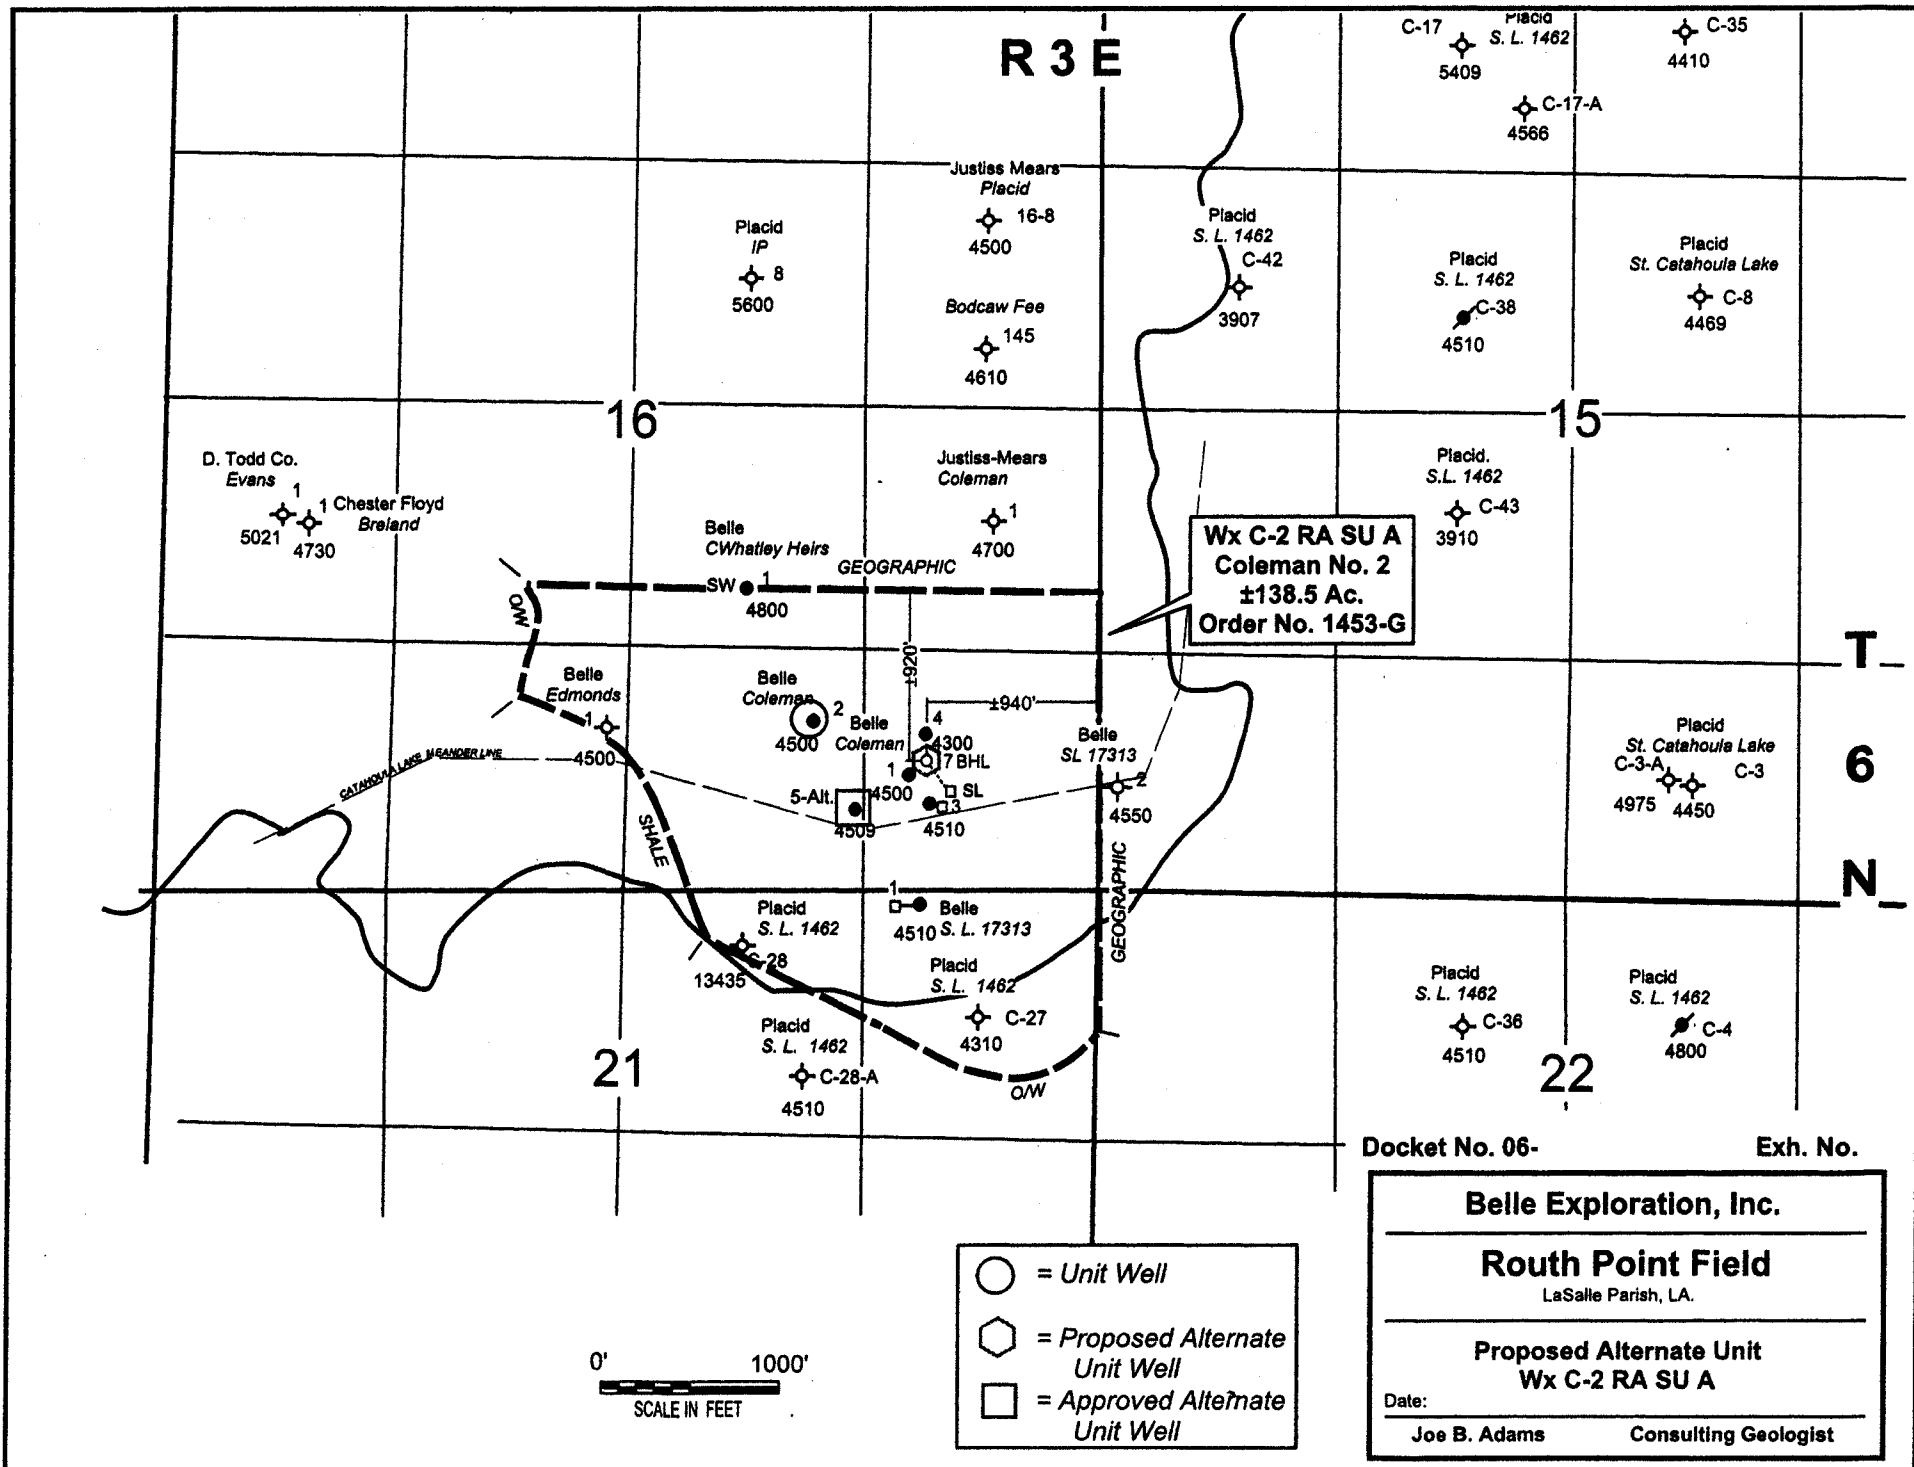 R 3 E
C-17
Placid
S. L. 1462
5409
C-35
4410
C-17-A
4566
Justiss Mears
Placid
16-8
4500
Placid
IP
8
5600
Bodcaw Fee
145
4610
Placid
S. L. 1462
C-42
3907
Placid
S. L. 1462
C-38
4510
Placid
St. Catahoula Lake
C-8
4469
16
15
D. Todd Co.
Evans
1
5021
1
Chester Floyd
Breland
4730
Justiss-Mears
Coleman
1
4700
Placid.
S.L. 1462
C-43
3910
Belle
CWhatley Heirs
SW
1
4800
GEOGRAPHIC
Wx C-2 RA SU A
Coleman No. 2
±138.5 Ac.
Order No. 1453-G
O/W
±920'
±940'
T
6
N
Belle
Edmonds
1
4500
Belle
Coleman
2
4500
Belle
Coleman
1
4500
4
4300
7 BHL
SL
3
4510
5-Alt.
4509
Belle
SL 17313
2
4550
CATAHOULA LAKE MEANDER LINE
SHALE
GEOGRAPHIC
Placid
St. Catahoula Lake
C-3-A
C-3
4975
4450
1
Belle
4510 S. L. 17313
Placid
S. L. 1462
C-28
13435
Placid
S. L. 1462
C-27
4310
Placid
S. L. 1462
C-28-A
4510
O/W
Placid
S. L. 1462
C-36
4510
Placid
S. L. 1462
C-4
4800
21
22
Docket No. 06-
Exh. No.
Belle Exploration, Inc.
Routh Point Field
LaSalle Parish, LA.
Proposed Alternate Unit
Wx C-2 RA SU A
Date:
Joe B. Adams
Consulting Geologist
= Unit Well
= Proposed Alternate
Unit Well
= Approved Alternate
Unit Well
0'
1000'
SCALE IN FEET